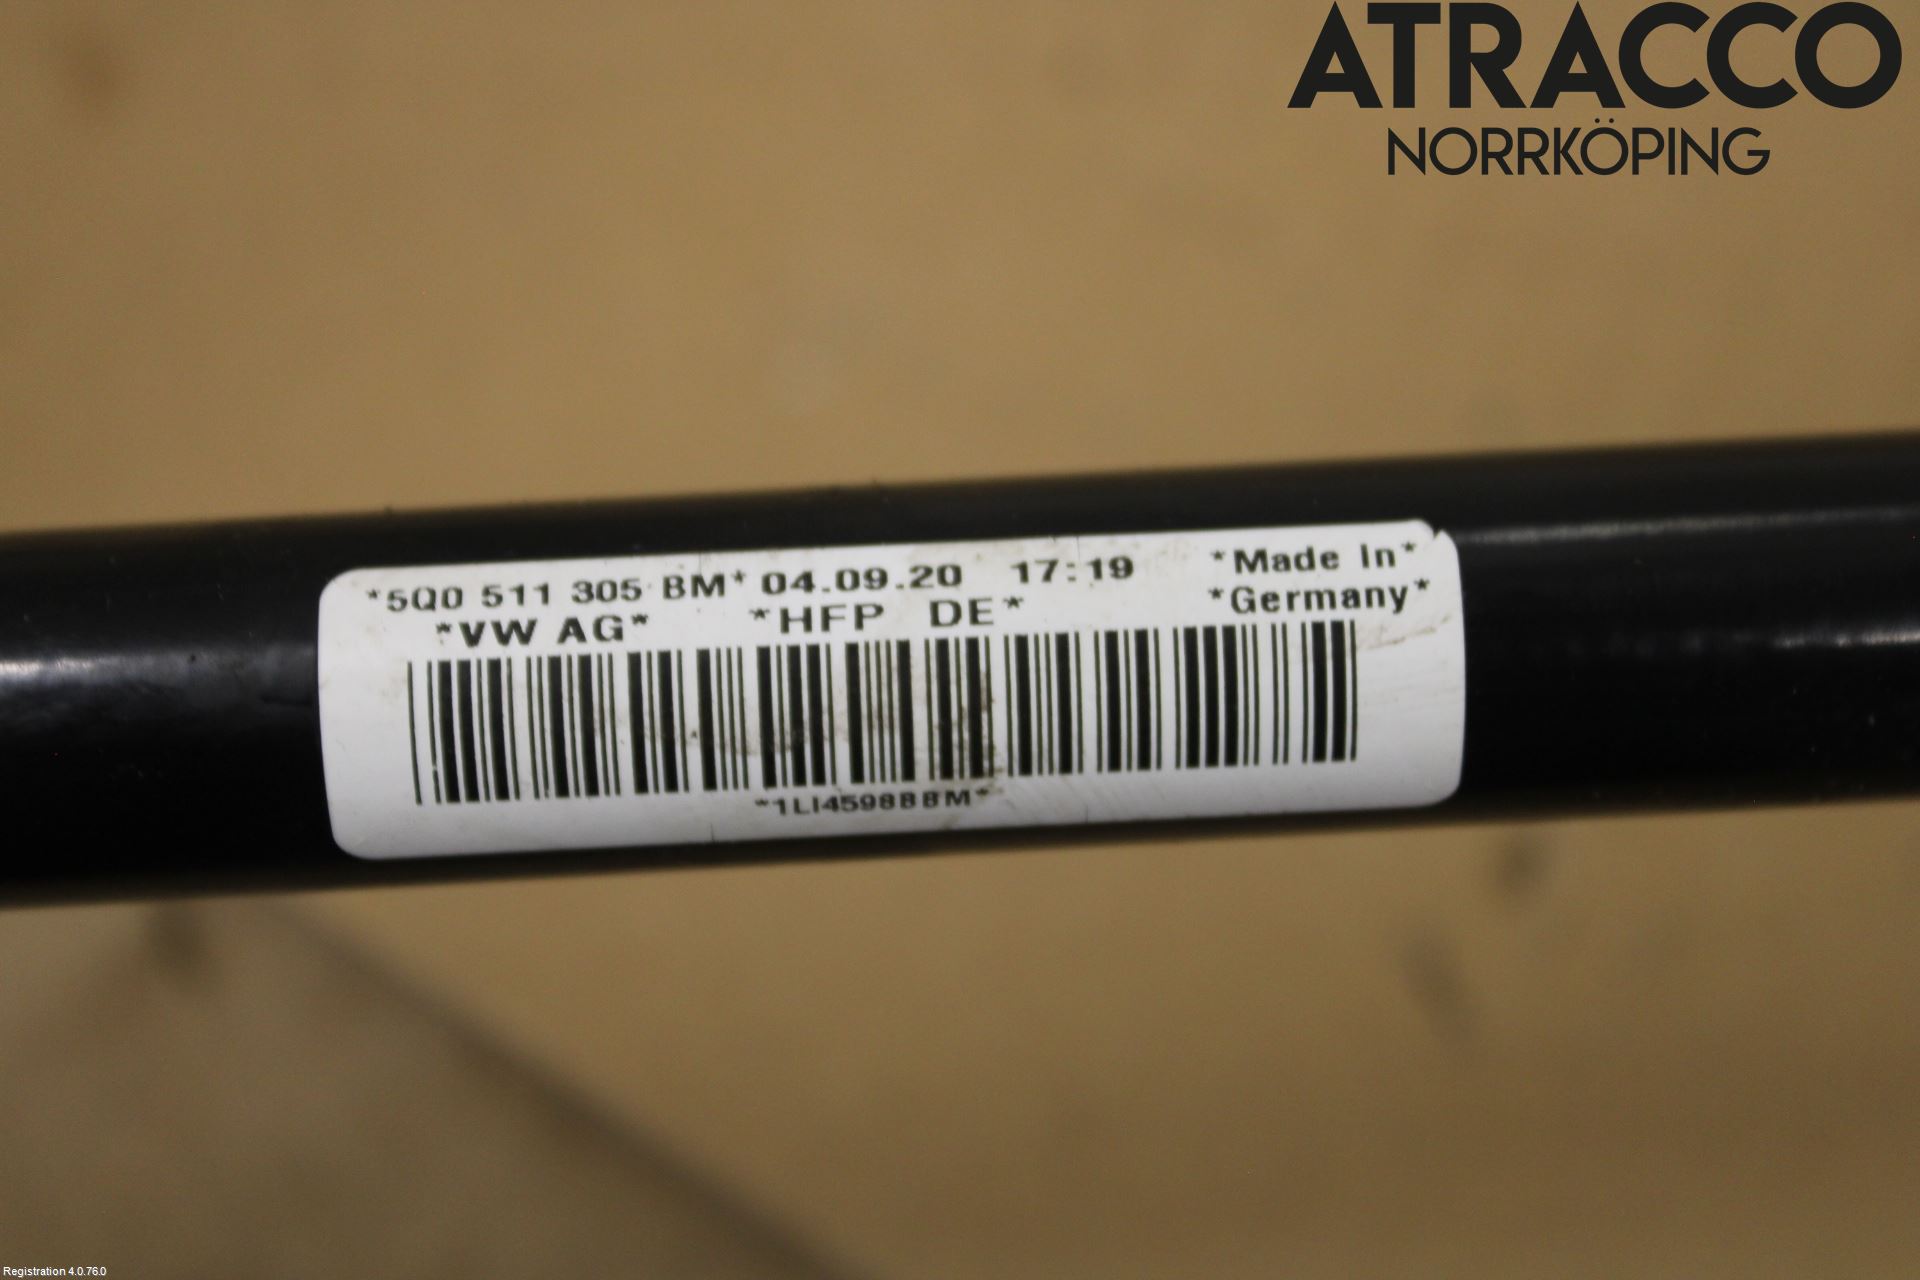 ATRACCO
NORRKÖPING
*5Q0 511 305 BM* 04.09.20 17:19 *Made In*
*VW AG* *HFP DE* *Germany*
*1LI4598BBM*
Registration 4.0.76.0